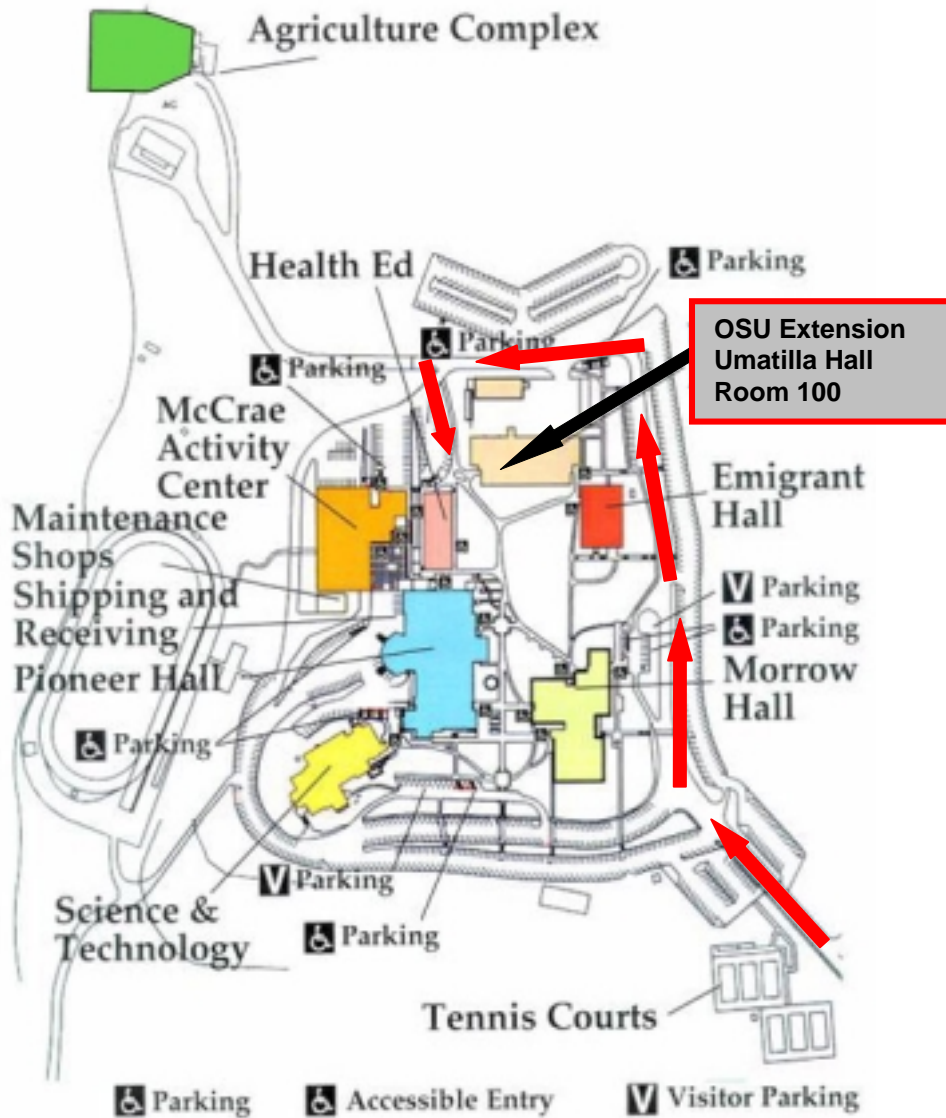 Agriculture Complex
AG
Health Ed
Parking
OSU Extension
Umatilla Hall
Room 100
Parking
Parking
McCrae
Activity
Center
Emigrant
Hall
Maintenance
Shops
Shipping and
Receiving
V Parking
Parking
Pioneer Hall
Morrow
Hall
Parking
V Parking
Science &
Technology
Parking
Tennis Courts
Parking
Accessible Entry
V Visitor Parking